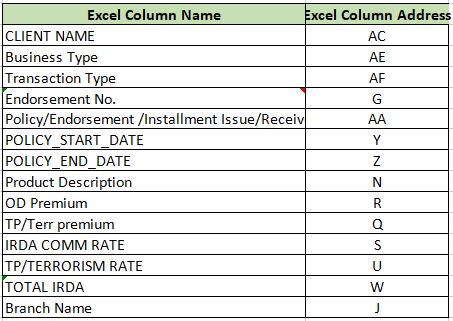 Excel Column Name Excel Column Address
CLIENT NAME AC
Business Type AE
Transaction Type AF
Endorsement No. G
Policy/Endorsement /Installment Issue/Receiv AA
POLICY_START_DATE Y
POLICY_END_DATE Z
Product Description N
OD Premium R
TP/Terr premium Q
IRDA COMM RATE S
TP/TERRORISM RATE U
TOTAL IRDA W
Branch Name J